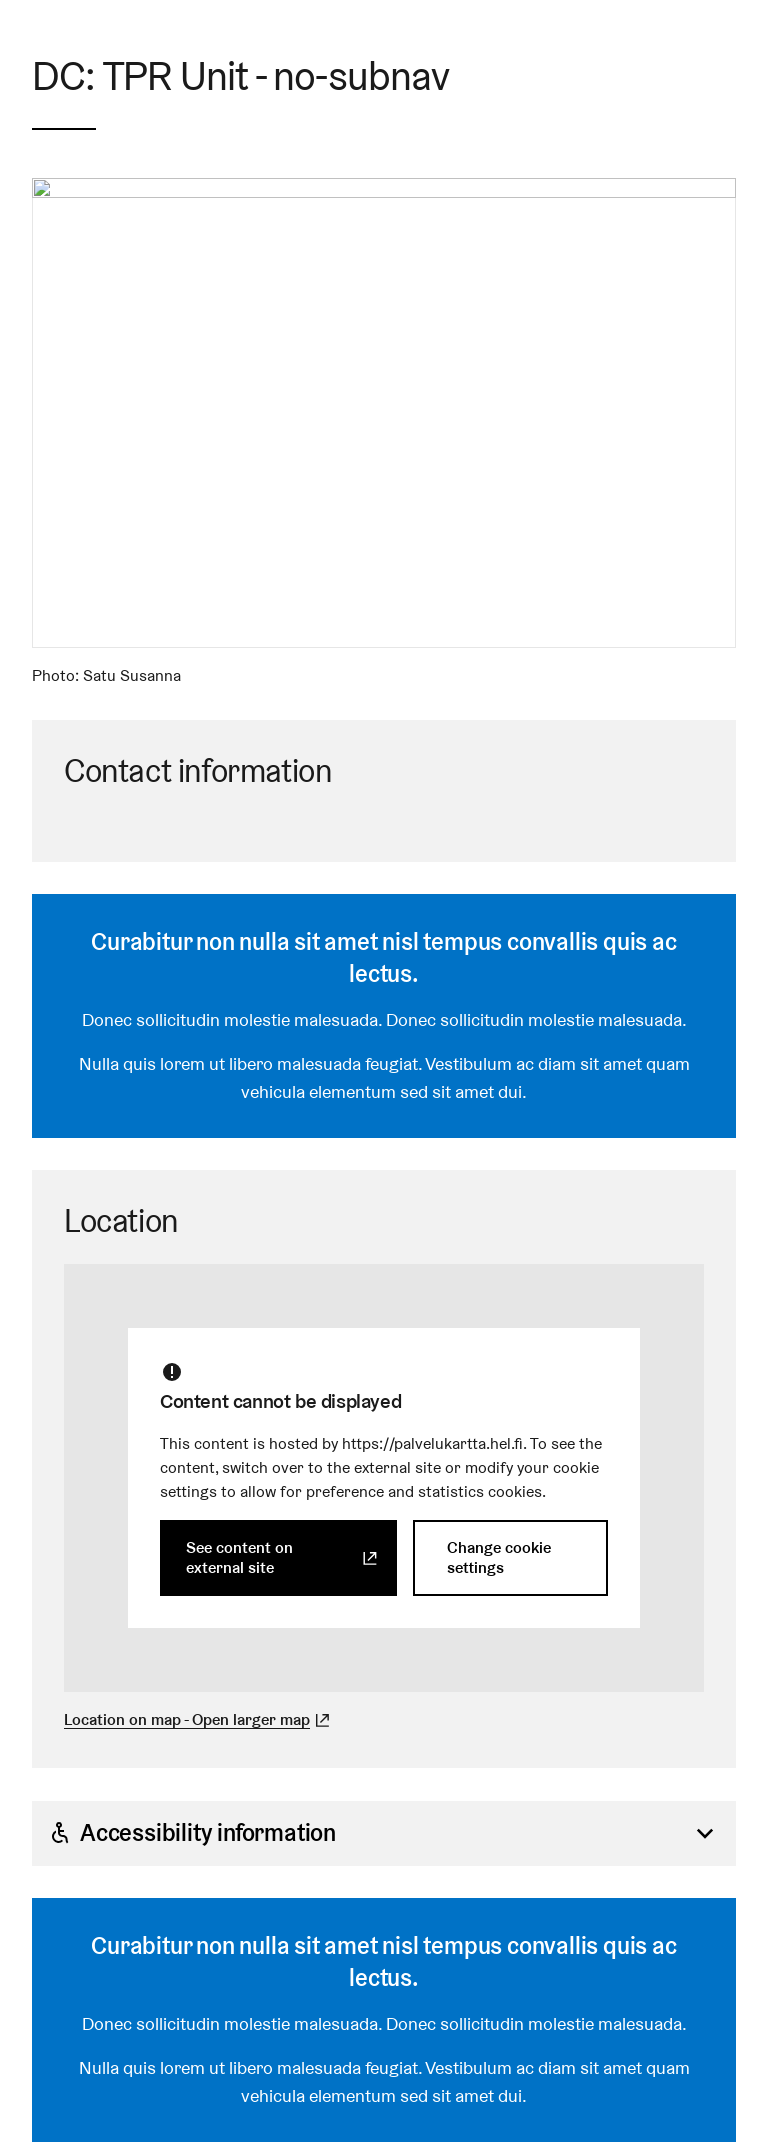 DC: TPR Unit - no-subnav
Photo: Satu Susanna
Contact information
Curabitur non nulla sit amet nisl tempus convallis quis ac
lectus.
Donec sollicitudin molestie malesuada. Donec sollicitudin molestie malesuada.
Nulla quis lorem ut libero malesuada feugiat. Vestibulum ac diam sit amet quam
vehicula elementum sed sit amet dui.
Location
Content cannot be displayed
This content is hosted by https://palvelukartta.hel.fi. To see the
content, switch over to the external site or modify your cookie
settings to allow for preference and statistics cookies.
See content on
external site
Change cookie
settings
Location on map - Open larger map
Accessibility information
Curabitur non nulla sit amet nisl tempus convallis quis ac
lectus.
Donec sollicitudin molestie malesuada. Donec sollicitudin molestie malesuada.
Nulla quis lorem ut libero malesuada feugiat. Vestibulum ac diam sit amet quam
vehicula elementum sed sit amet dui.